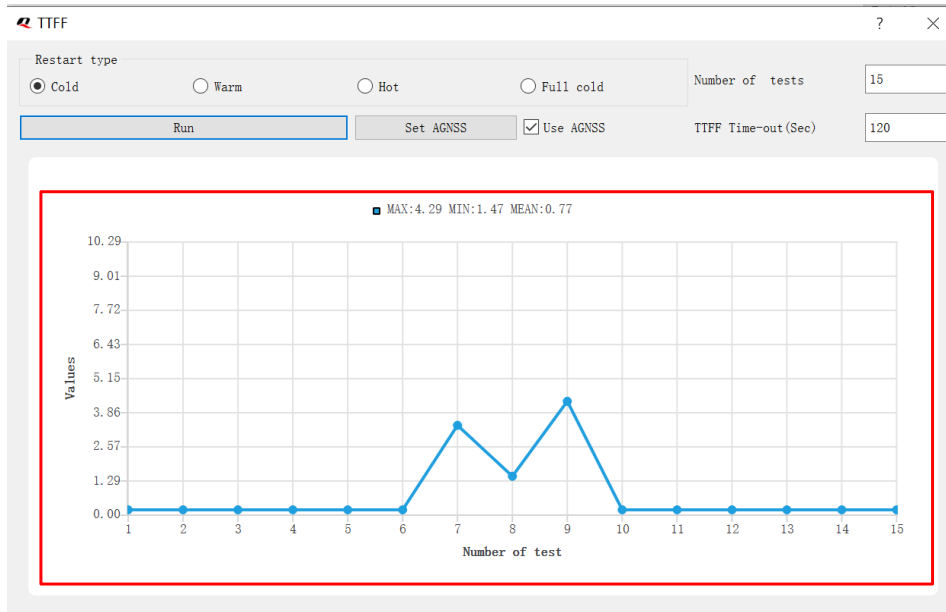 TTFF ?
Restart type
Cold Warm Hot Full cold
Number of tests 15
Run Set AGNSS Use AGNSS TTFF Time-out(Sec) 120
MAX:4.29 MIN:1.47 MEAN:0.77
10.29
9.01
7.72
6.43
5.15
3.86
2.57
1.29
0.00
Values
1 2 3 4 5 6 7 8 9 10 11 12 13 14 15
Number of test